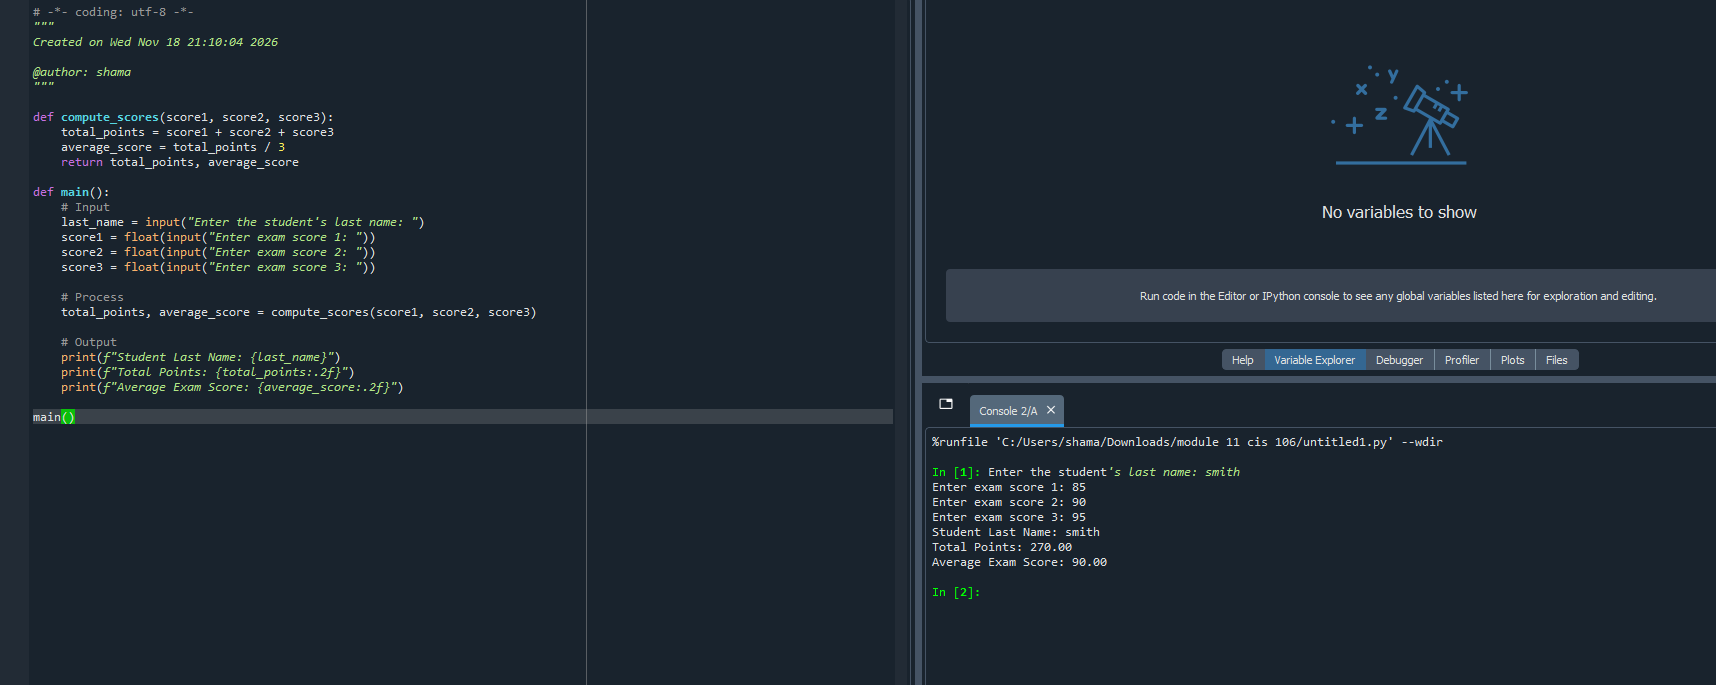 # -*- coding: utf-8 -*-
"""
Created on Wed Nov 18 21:10:04 2026
@author: shama
"""
def compute_scores(score1, score2, score3):
    total_points = score1 + score2 + score3
    average_score = total_points / 3
    return total_points, average_score
def main():
    # Input
    last_name = input("Enter the student's last name: ")
    score1 = float(input("Enter exam score 1: "))
    score2 = float(input("Enter exam score 2: "))
    score3 = float(input("Enter exam score 3: "))
    # Process
    total_points, average_score = compute_scores(score1, score2, score3)
    # Output
    print(f"Student Last Name: {last_name}")
    print(f"Total Points: {total_points:.2f}")
    print(f"Average Exam Score: {average_score:.2f}")
main()
x y z
No variables to show
Run code in the Editor or IPython console to see any global variables listed here for exploration and editing.
Help Variable Explorer Debugger Profiler Plots Files
Console 2/A
%runfile 'C:/Users/shama/Downloads/module 11 cis 106/untitled1.py' --wdir
In [1]: Enter the student's last name: smith
Enter exam score 1: 85
Enter exam score 2: 90
Enter exam score 3: 95
Student Last Name: smith
Total Points: 270.00
Average Exam Score: 90.00
In [2]: